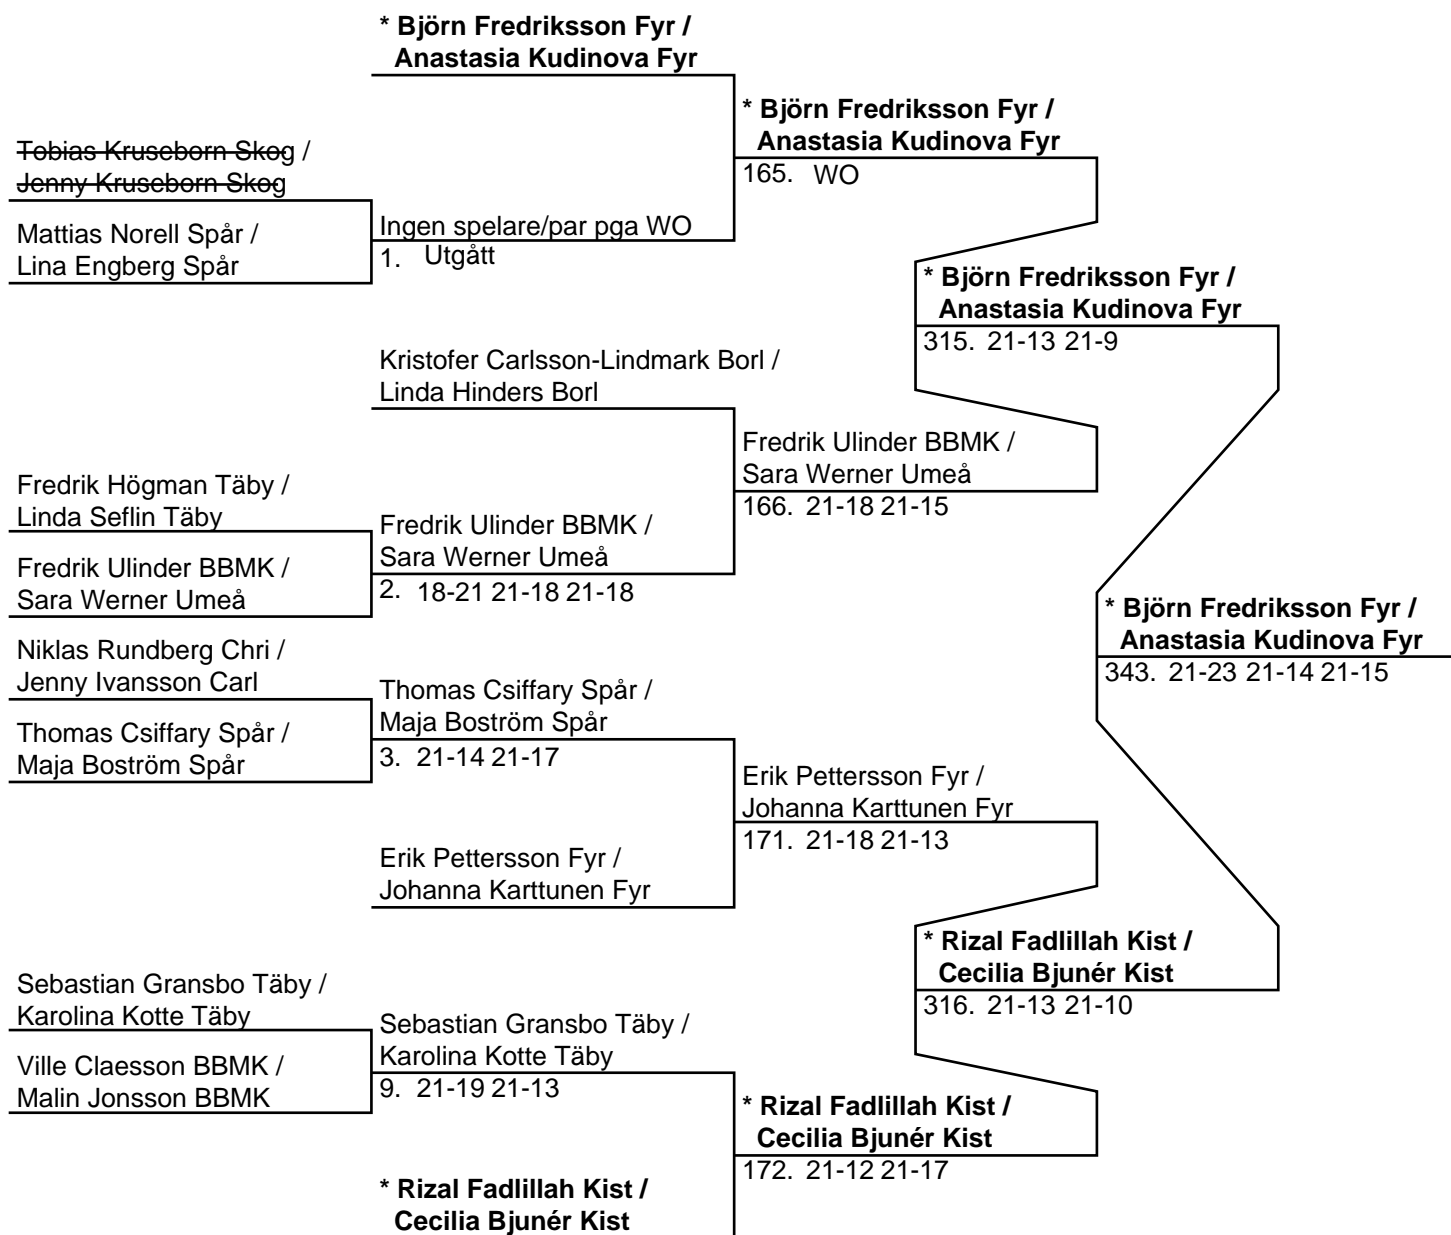 * Björn Fredriksson Fyr /
Anastasia Kudinova Fyr
* Björn Fredriksson Fyr /
Anastasia Kudinova Fyr
165. WO
Tobias Kruseborn Skog /
Jenny Kruseborn Skog
Mattias Norell Spår /
Lina Engberg Spår
Ingen spelare/par pga WO
1. Utgått
* Björn Fredriksson Fyr /
Anastasia Kudinova Fyr
315. 21-13 21-9
Kristofer Carlsson-Lindmark Borl /
Linda Hinders Borl
Fredrik Ulinder BBMK /
Sara Werner Umeå
166. 21-18 21-15
Fredrik Högman Täby /
Linda Seflin Täby
Fredrik Ulinder BBMK /
Sara Werner Umeå
Fredrik Ulinder BBMK /
Sara Werner Umeå
2. 18-21 21-18 21-18
* Björn Fredriksson Fyr /
Anastasia Kudinova Fyr
343. 21-23 21-14 21-15
Niklas Rundberg Chri /
Jenny Ivansson Carl
Thomas Csiffary Spår /
Maja Boström Spår
Thomas Csiffary Spår /
Maja Boström Spår
3. 21-14 21-17
Erik Pettersson Fyr /
Johanna Karttunen Fyr
171. 21-18 21-13
Erik Pettersson Fyr /
Johanna Karttunen Fyr
* Rizal Fadlillah Kist /
Cecilia Bjunér Kist
316. 21-13 21-10
Sebastian Gransbo Täby /
Karolina Kotte Täby
Ville Claesson BBMK /
Malin Jonsson BBMK
Sebastian Gransbo Täby /
Karolina Kotte Täby
9. 21-19 21-13
* Rizal Fadlillah Kist /
Cecilia Bjunér Kist
172. 21-12 21-17
* Rizal Fadlillah Kist /
Cecilia Bjunér Kist